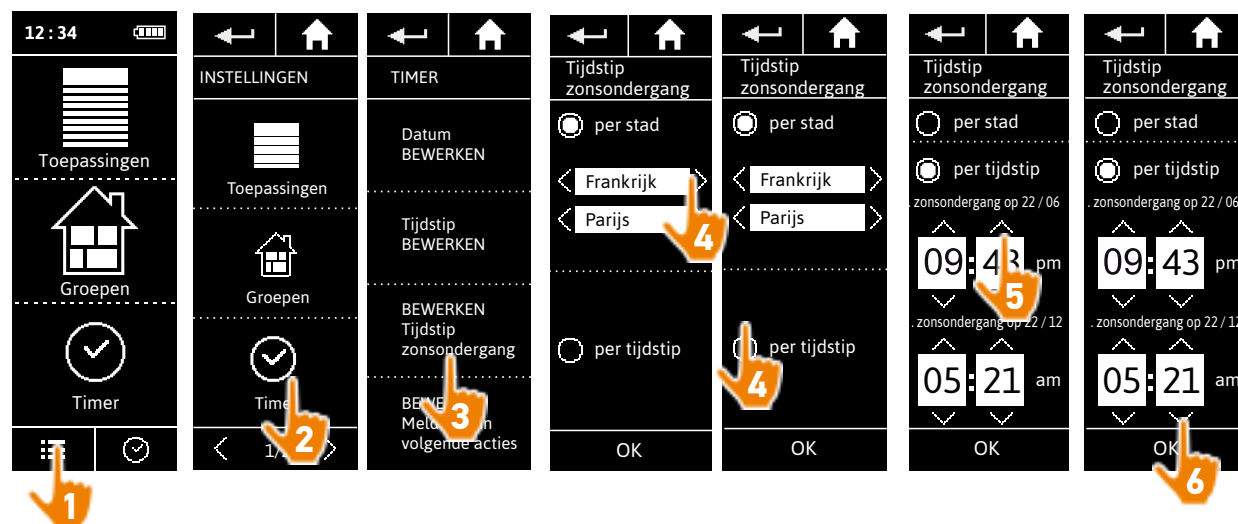 12:34
Toepassingen
Groepen
Timer
1
INSTELLINGEN
Toepassingen
Groepen
2
TIMER
Datum
BEWERKEN
Tijdstip
BEWERKEN
BEWERKEN
Tijdstip
zonsondergang
volgende acties
3
Tijdstip
zonsondergang
per stad
Frankrijk
Parijs
4
per tijdstip
OK
Tijdstip
zonsondergang
per stad
Frankrijk
Parijs
per tijdstip
4
OK
Tijdstip
zonsondergang
per stad
per tijdstip
. zonsondergang op 22 / 06
09: pm
5
. zonsondergang op 22 / 12
05:21 am
OK
Tijdstip
zonsondergang
per stad
per tijdstip
. zonsondergang op 22 / 06
09:43 pm
. zonsondergang op 22 / 12
05:21 am
OK
6